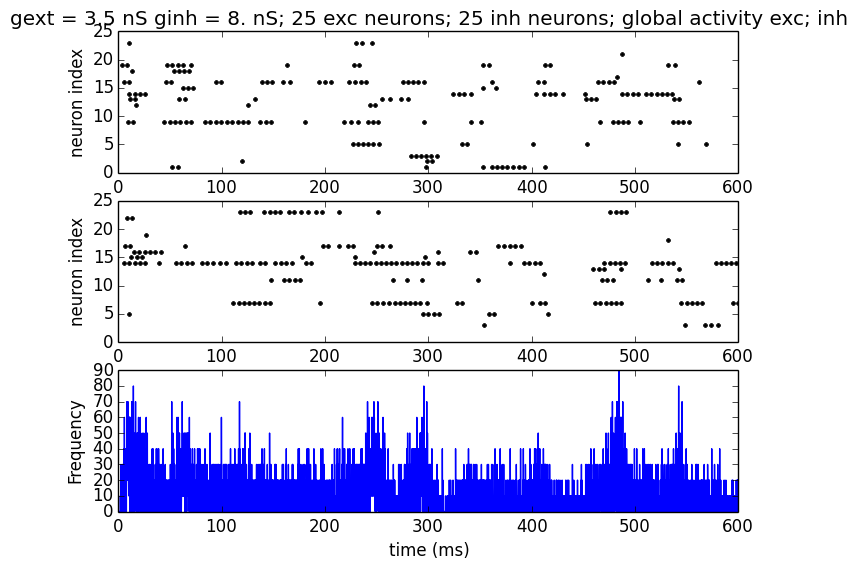 gext = 3.5 nS ginh = 8. nS; 25 exc neurons; 25 inh neurons; global activity exc; inh
25
20
15
10
5
0
neuron index
0 100 200 300 400 500 600
25
20
15
10
5
0
neuron index
0 100 200 300 400 500 600
90
80
70
60
50
40
30
20
10
0
Frequency
0 100 200 300 400 500 600
time (ms)